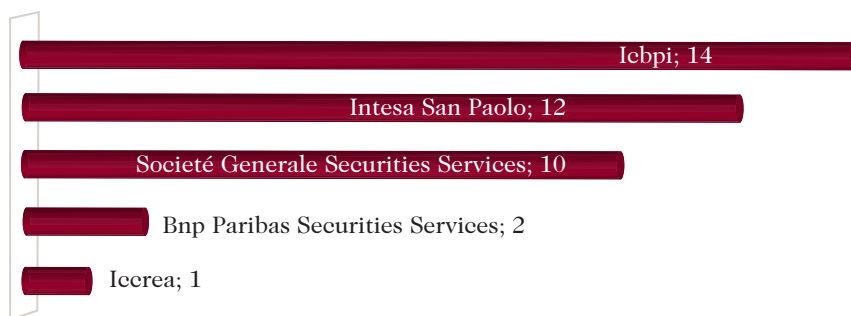 Icbpi; 14
Intesa San Paolo; 12
Societé Generale Securities Services; 10
Bnp Paribas Securities Services; 2
Iccrea; 1